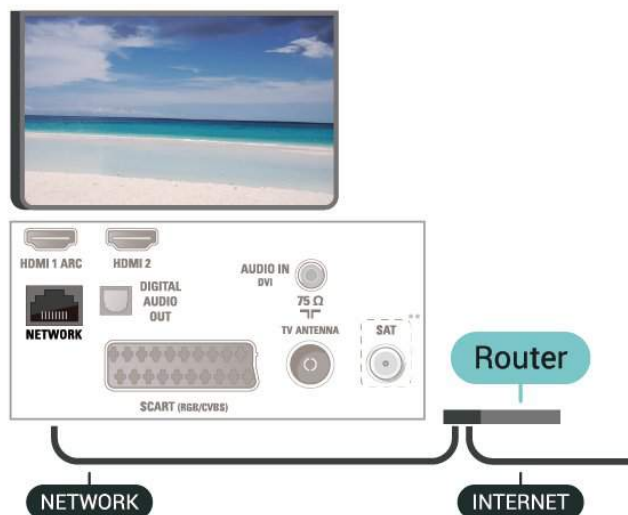 HDMI 1 ARC
HDMI 2
AUDIO IN
DVI
DIGITAL
AUDIO
OUT
75 Ω
NETWORK
TV ANTENNA
SAT
**
SCART (RGB/CVBS)
Router
NETWORK
INTERNET